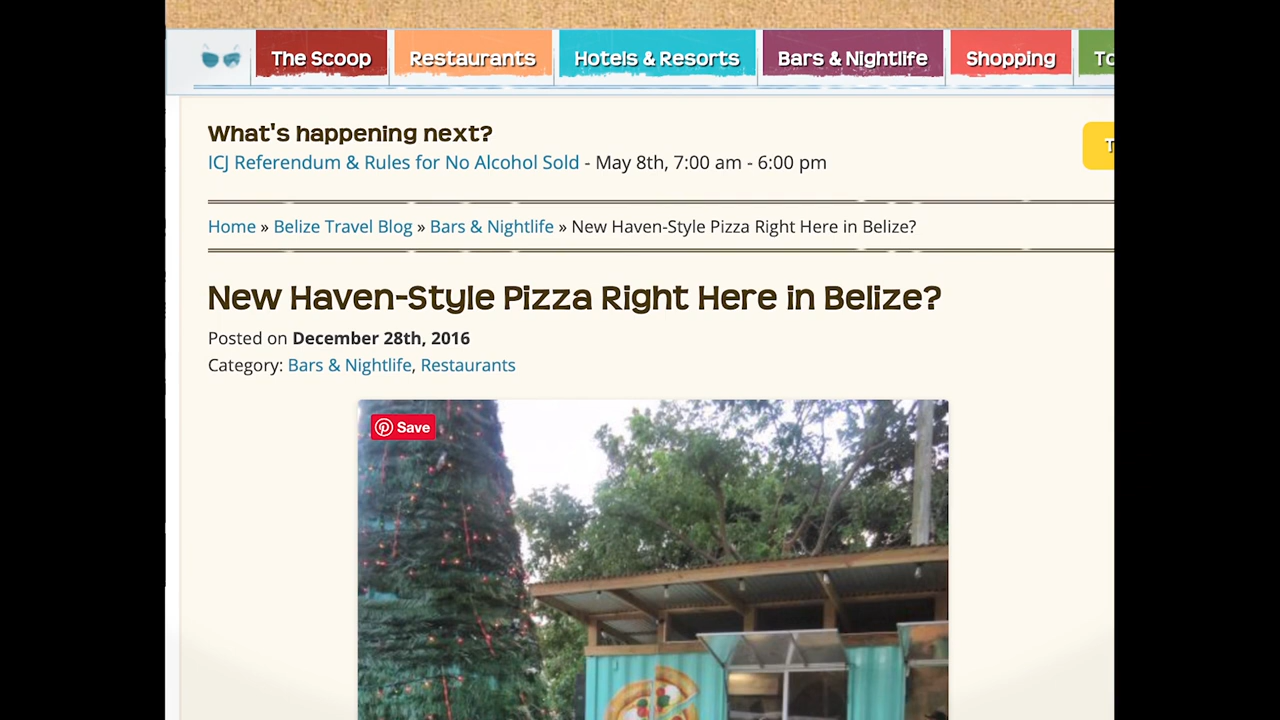 The Scoop Restaurants Hotels & Resorts Bars & Nightlife Shopping
What's happening next?
ICJ Referendum & Rules for No Alcohol Sold - May 8th, 7:00 am - 6:00 pm
Home » Belize Travel Blog » Bars & Nightlife » New Haven-Style Pizza Right Here in Belize?
New Haven-Style Pizza Right Here in Belize?
Posted on December 28th, 2016
Category: Bars & Nightlife, Restaurants
Save